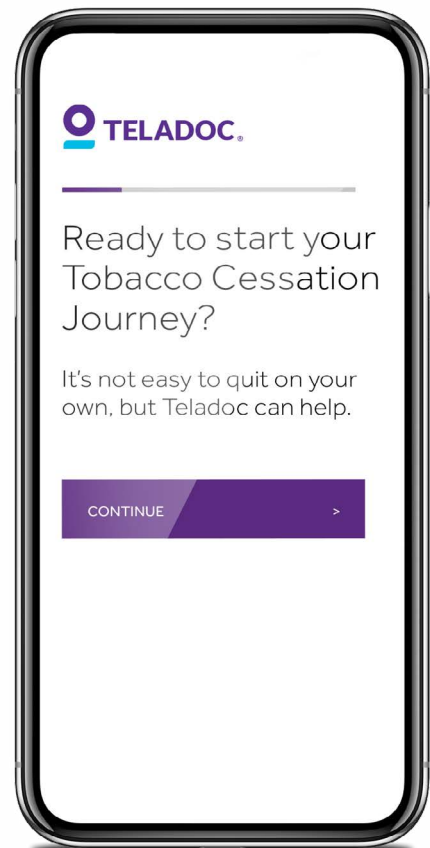 TELADOC®
Ready to start your
Tobacco Cessation
Journey?
It's not easy to quit on your
own, but Teladoc can help.
CONTINUE >